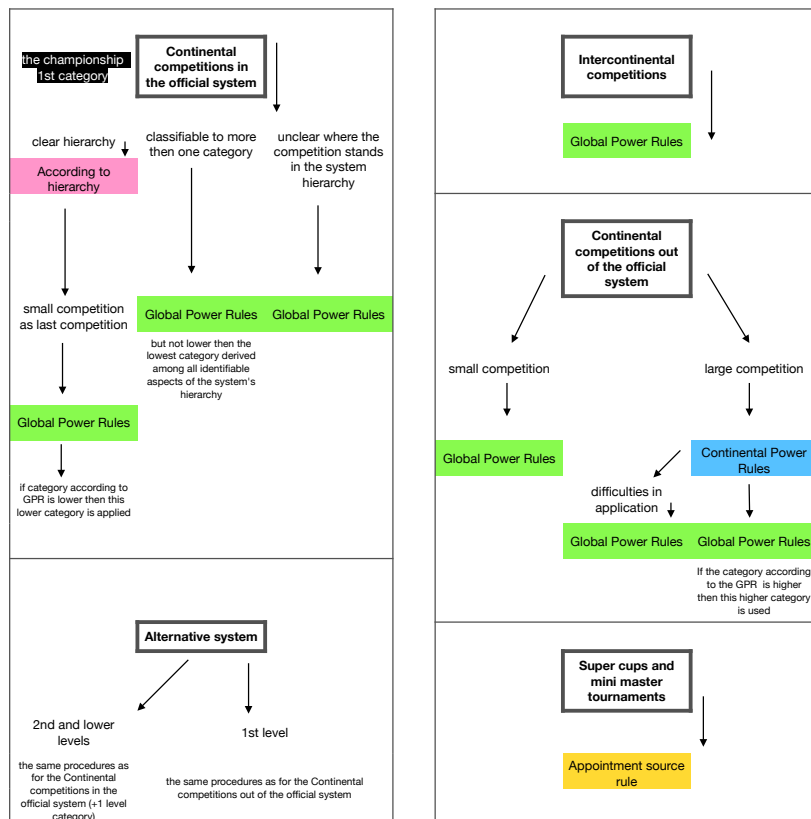 the championship
1st category
Continental
competitions in
the official system
clear hierarchy
classifiable to more
then one category
unclear where the
competition stands
in the system
hierarchy
According to
hierarchy
small competition
as last competition
Global Power Rules
Global Power Rules
but not lower then the
lowest category derived
among all identifiable
aspects of the system's
hierarchy
Global Power Rules
if category according to
GPR is lower then this
lower category is applied
Alternative system
2nd and lower
levels
1st level
the same procedures as
for the Continental
competitions in the
official system (+1 level
category)
the same procedures as for the Continental
competitions out of the official system
Intercontinental
competitions
Global Power Rules
Continental
competitions out
of the official
system
small competition
large competition
Global Power Rules
Continental Power
Rules
difficulties in
application
Global Power Rules
Global Power Rules
If the category according
to the GPR is higher
then this higher category
is used
Super cups and
mini master
tournaments
Appointment source
rule